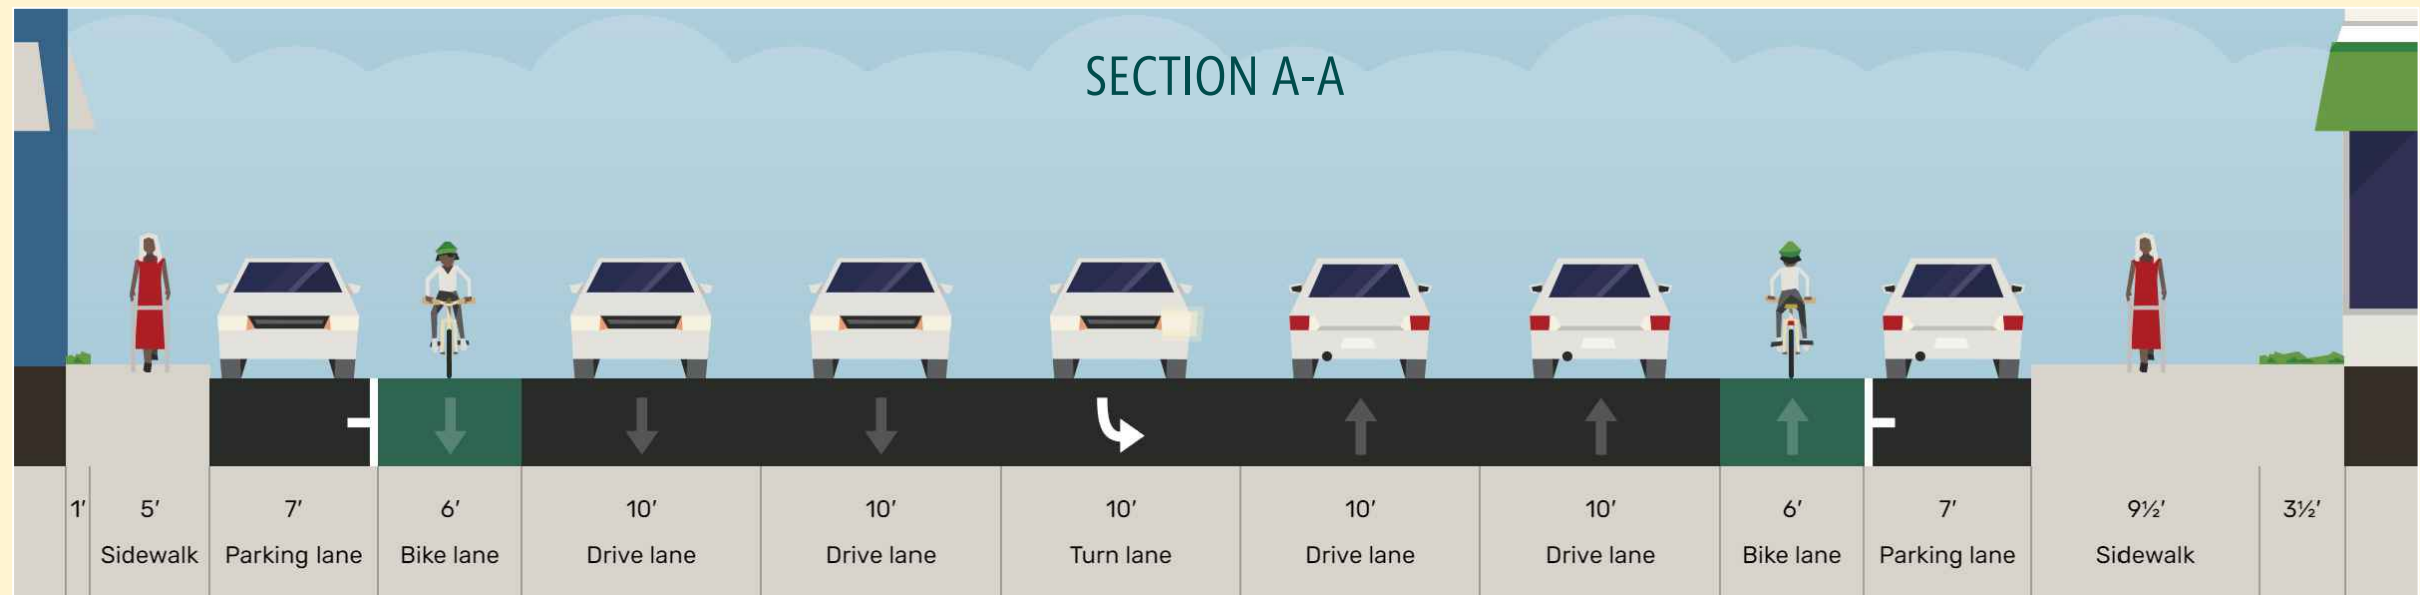 SECTION A-A
1′ 5′ 7′ 6′ 10′ 10′ 10′ 10′ 10′ 6′ 7′ 9½′ 3½′
Sidewalk Parking lane Bike lane Drive lane Drive lane Turn lane Drive lane Drive lane Bike lane Parking lane Sidewalk